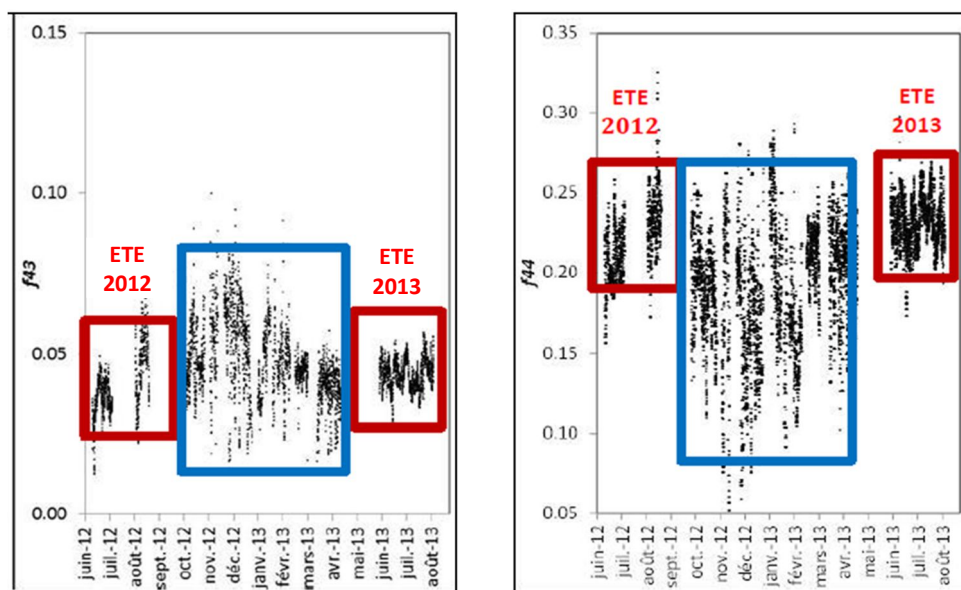 0.15
0.10
0.05
0.00
f43
ETE
2012
ETE
2013
juin-12
juil.-12
août-12
sept.-12
oct.-12
nov.-12
déc.-12
janv.-13
févr.-13
mars-13
avr.-13
mai-13
juin-13
juil.-13
août-13
0.35
0.30
0.25
0.20
0.15
0.10
0.05
f44
ETE
2012
ETE
2013
juin-12
juil.-12
août-12
sept.-12
oct.-12
nov.-12
déc.-12
janv.-13
févr.-13
mars-13
avr.-13
mai-13
juin-13
juil.-13
août-13